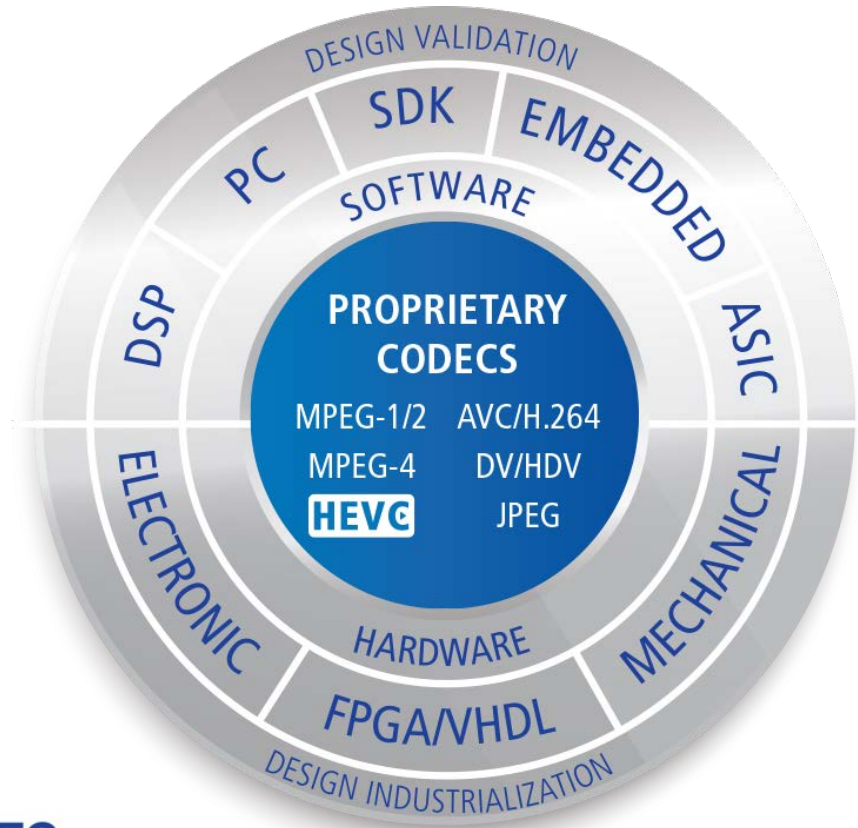 DESIGN VALIDATION
DSP
PC
SDK
EMBEDDED
ASIC
SOFTWARE
PROPRIETARY
CODECS
MPEG-1/2 AVC/H.264
MPEG-4 DV/HDV
HEVC JPEG
HARDWARE
ELECTRONIC
FPGA/VHDL
MECHANICAL
DESIGN INDUSTRIALIZATION